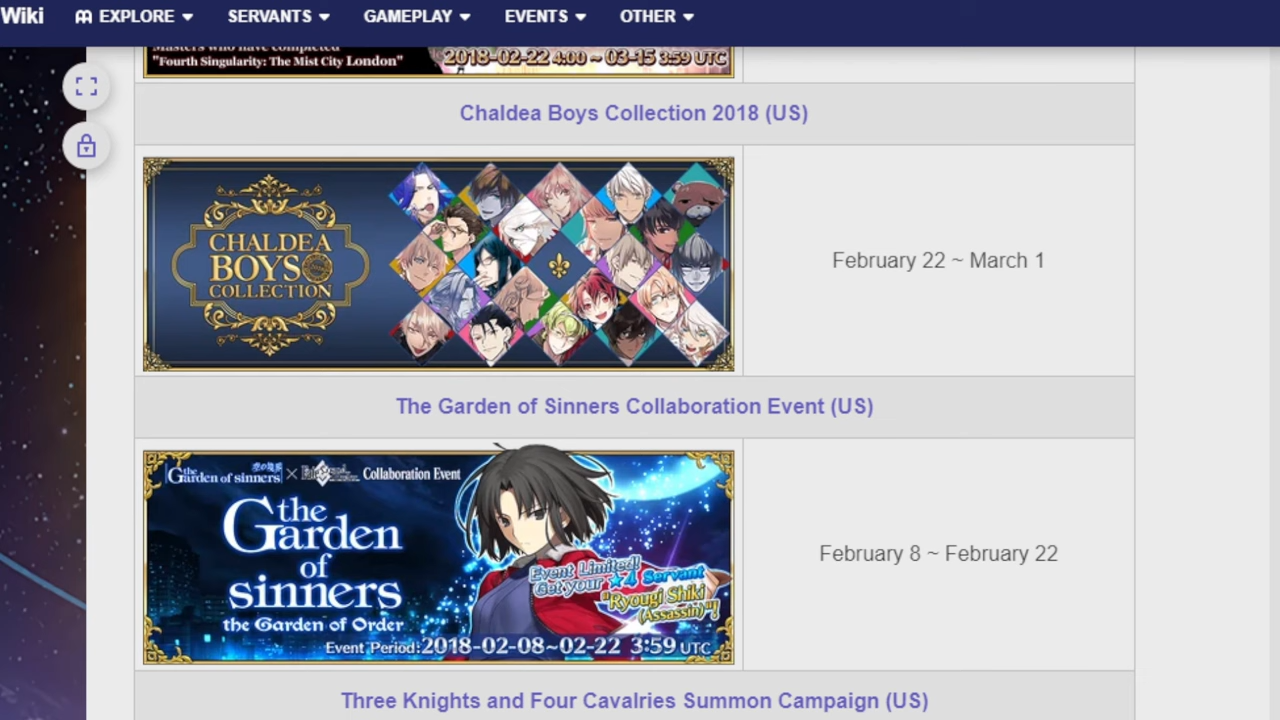 Wiki EXPLORE SERVANTS GAMEPLAY EVENTS OTHER
Masters who have completed
"Fourth Singularity: The Mist City London"
2018-02-22 4:00 ~ 03-15 3:59 UTC
Chaldea Boys Collection 2018 (US)
CHALDEA
BOYS
COLLECTION
February 22 ~ March 1
The Garden of Sinners Collaboration Event (US)
the Garden of sinners × Collaboration Event
the
Garden
of
sinners
the Garden of Order
Event Limited!
Get your ★4 Servant
"Ryougi Shiki
(Assassin)"!
Event Period:2018-02-08~02-22 3:59 UTC
February 8 ~ February 22
Three Knights and Four Cavalries Summon Campaign (US)